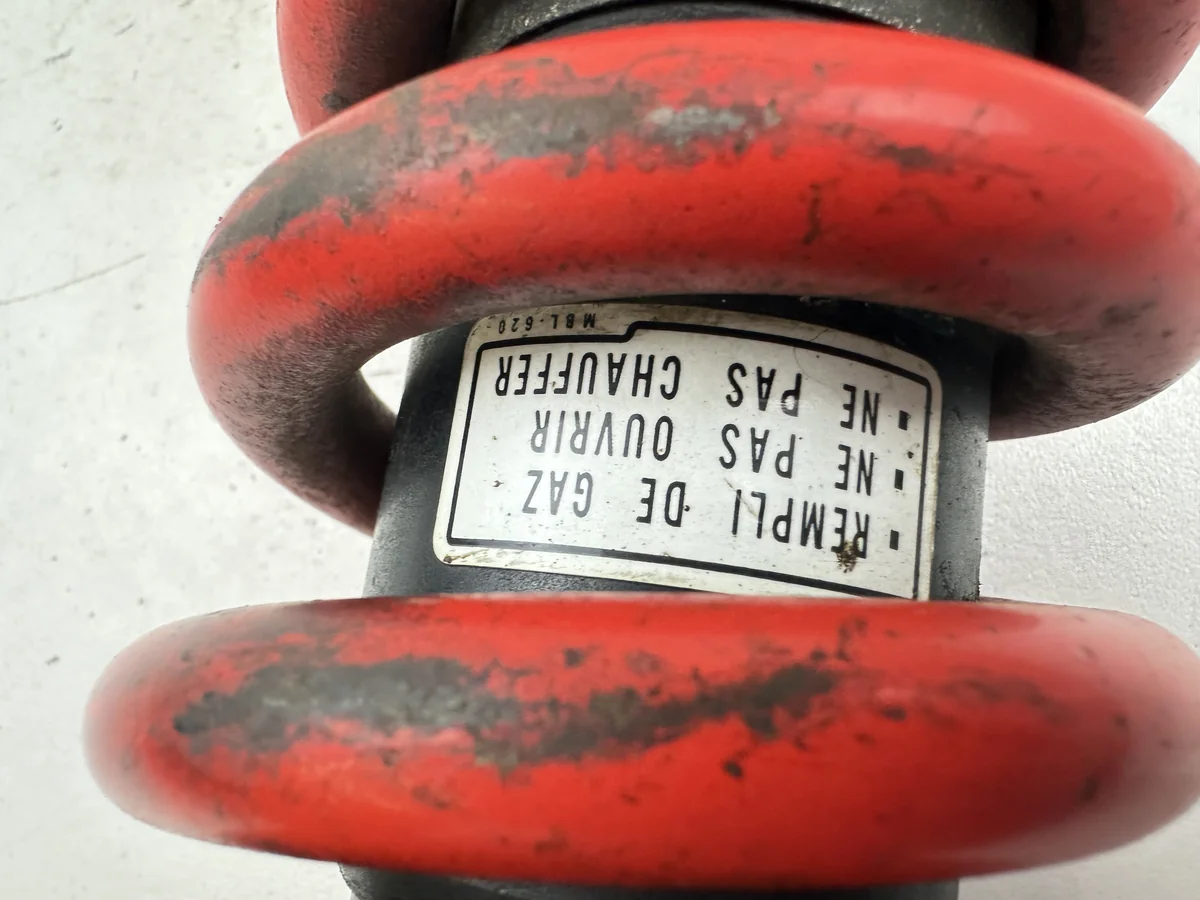 ▪ REMPLI DE GAZ
▪ NE PAS OUVRIR
▪ NE PAS CHAUFFER
MBL-620-